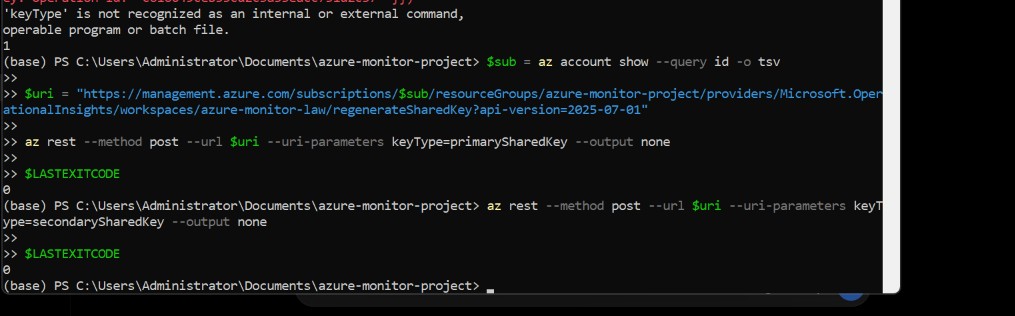 'keyType' is not recognized as an internal or external command,
operable program or batch file.
1
(base) PS C:\Users\Administrator\Documents\azure-monitor-project> $sub = az account show --query id -o tsv
>>
>> $uri = "https://management.azure.com/subscriptions/$sub/resourceGroups/azure-monitor-project/providers/Microsoft.Oper
ationalInsights/workspaces/azure-monitor-law/regenerateSharedKey?api-version=2025-07-01"
>>
>> az rest --method post --url $uri --uri-parameters keyType=primarySharedKey --output none
>>
>> $LASTEXITCODE
0
(base) PS C:\Users\Administrator\Documents\azure-monitor-project> az rest --method post --url $uri --uri-parameters keyT
ype=secondarySharedKey --output none
>>
>> $LASTEXITCODE
0
(base) PS C:\Users\Administrator\Documents\azure-monitor-project>